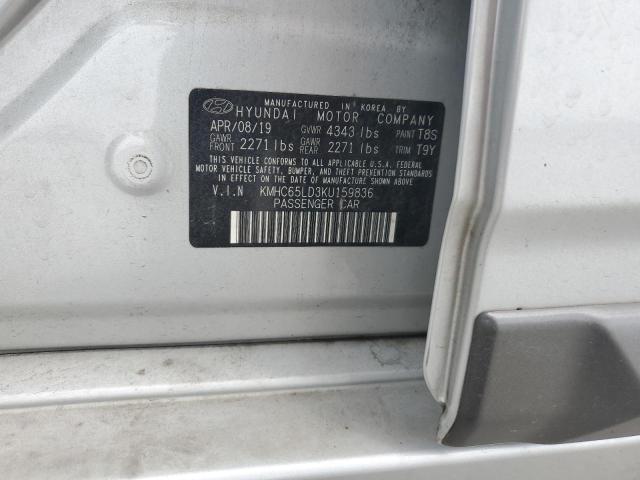 MANUFACTURED IN KOREA BY
HYUNDAI MOTOR COMPANY
APR/08/19 GVWR 4343 lbs PAINT T8S
GAWR FRONT 2271 lbs GAWR REAR 2271 lbs TRIM T9Y
THIS VEHICLE CONFORMS TO ALL APPLICABLE U.S.A. FEDERAL
MOTOR VEHICLE SAFETY, BUMPER, AND THEFT PREVENTION STANDARDS
IN EFFECT ON THE DATE OF MANUFACTURE SHOWN ABOVE.
V.I.N KMHC65LD3KU159836
PASSENGER CAR